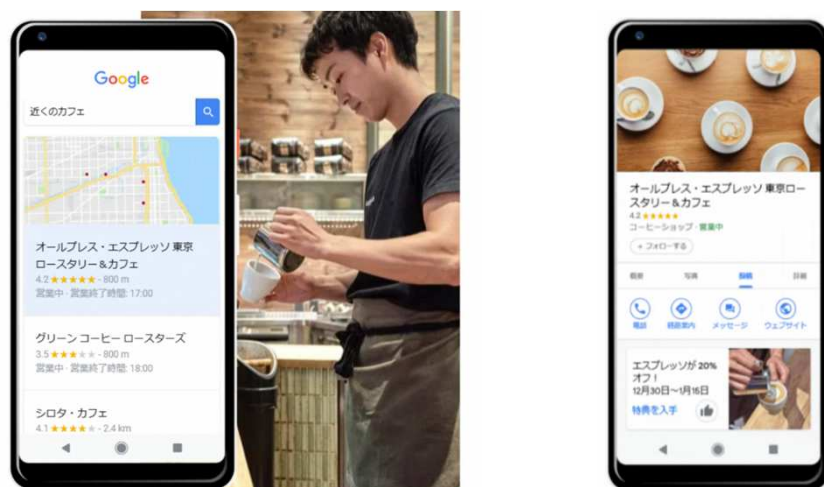 Google
近くのカフェ
オールプレス・エスプレッソ 東京
ロースタリー＆カフェ
4.2 ★★★★★ - 800 m
営業中 - 営業終了時間: 17:00
グリーン コーヒー ロースターズ
3.5 ★★★★★ - 800 m
営業中 - 営業終了時間: 18:00
シロタ・カフェ
4.1 ★★★★★ - 2.4 km
オールプレス・エスプレッソ 東京ロー
スタリー＆カフェ
4.2 ★★★★★
コーヒーショップ - 営業中
+ フォローする
概要 写真 投稿 詳細
電話 経路案内 メッセージ ウェブサイト
エスプレッソが 20%
オフ！
12月30日～1月16日
特典を入手